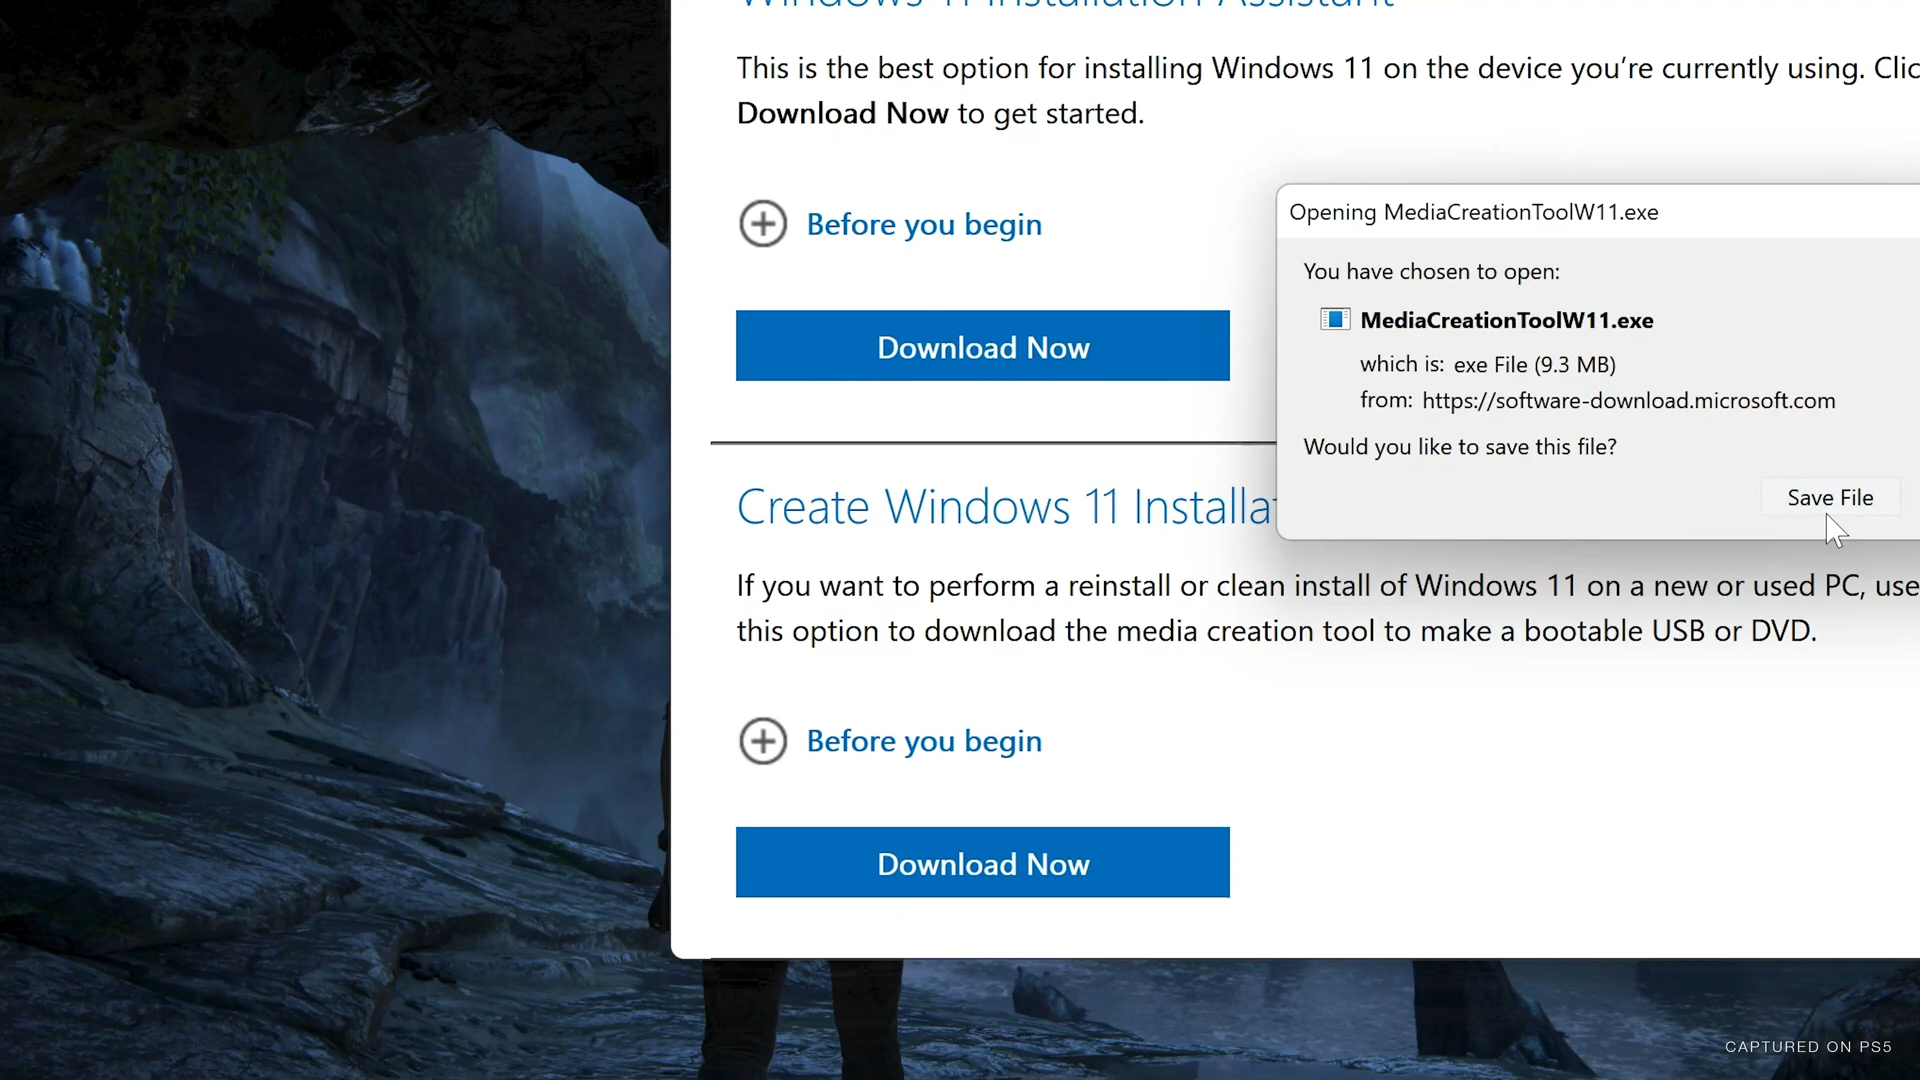 Windows 11 Installation Assistant
This is the best option for installing Windows 11 on the device you're currently using. Clic
Download Now to get started.
Before you begin
Download Now
Opening MediaCreationToolW11.exe
You have chosen to open:
MediaCreationToolW11.exe
which is: exe File (9.3 MB)
from: https://software-download.microsoft.com
Would you like to save this file?
Save File
Create Windows 11 Installa
If you want to perform a reinstall or clean install of Windows 11 on a new or used PC, use
this option to download the media creation tool to make a bootable USB or DVD.
Before you begin
Download Now
CAPTURED ON PS5